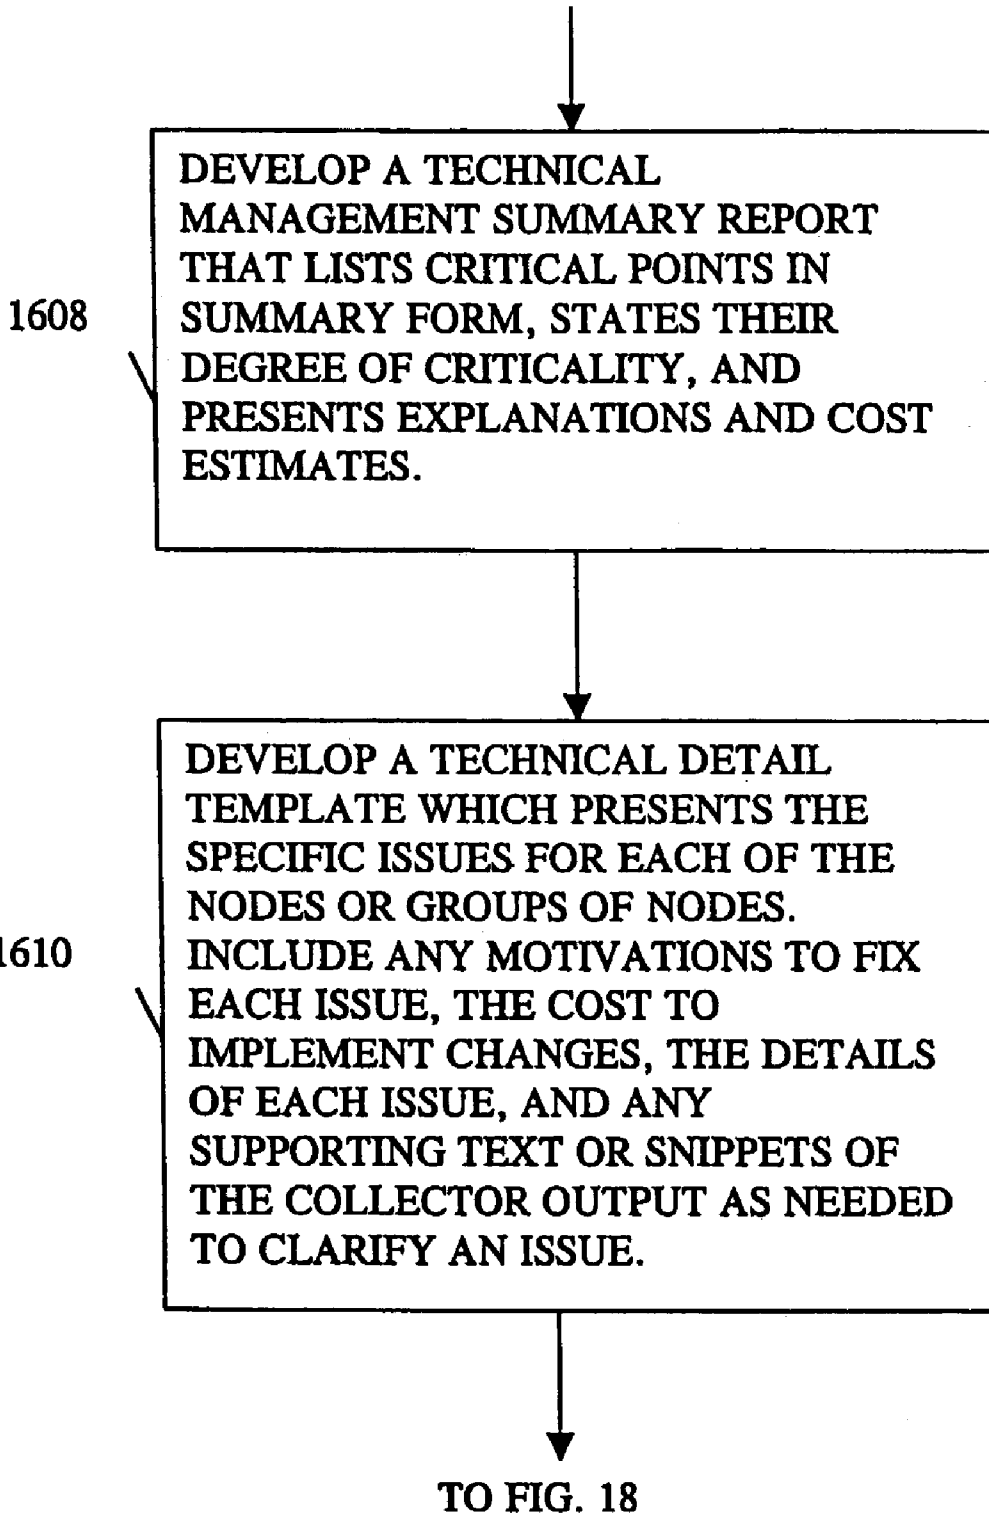 DEVELOP A TECHNICAL
MANAGEMENT SUMMARY REPORT
THAT LISTS CRITICAL POINTS IN
1608
SUMMARY FORM, STATES THEIR
DEGREE OF CRITICALITY, AND
PRESENTS EXPLANATIONS AND COST
ESTIMATES.
DEVELOP A TECHNICAL DETAIL
TEMPLATE WHICH PRESENTS THE
SPECIFIC ISSUES FOR EACH OF THE
NODES OR GROUPS OF NODES.
1610
INCLUDE ANY MOTIVATIONS TO FIX
EACH ISSUE, THE COST TO
IMPLEMENT CHANGES, THE DETAILS
OF EACH ISSUE, AND ANY
SUPPORTING TEXT OR SNIPPETS OF
THE COLLECTOR OUTPUT AS NEEDED
TO CLARIFY AN ISSUE.
TO FIG. 18